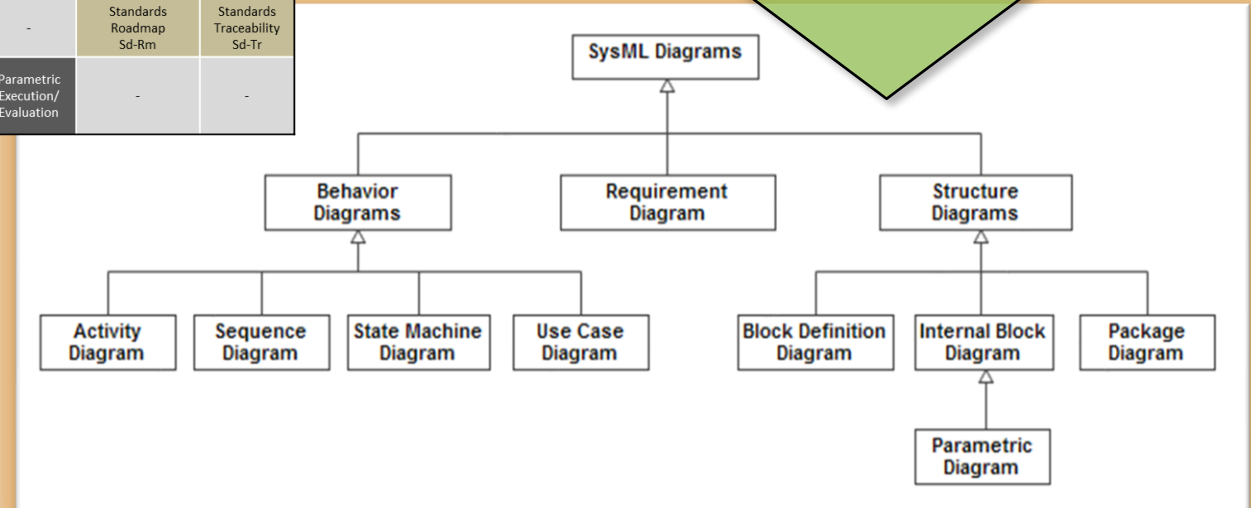 -
Standards
Roadmap
Sd-Rm
Standards
Traceability
Sd-Tr
Parametric
Execution/
Evaluation
-
-
SysML Diagrams
Behavior
Diagrams
Requirement
Diagram
Structure
Diagrams
Activity
Diagram
Sequence
Diagram
State Machine
Diagram
Use Case
Diagram
Block Definition
Diagram
Internal Block
Diagram
Package
Diagram
Parametric
Diagram